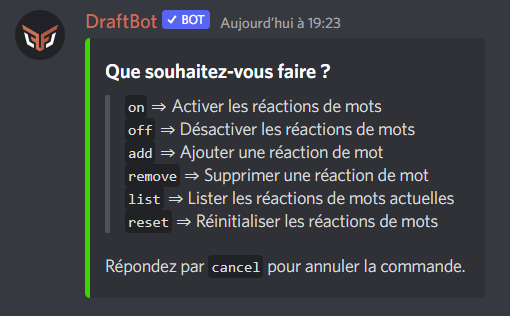 DraftBot ✓ BOT Aujourd'hui à 19:23
Que souhaitez-vous faire ?
on ⇒ Activer les réactions de mots
off ⇒ Désactiver les réactions de mots
add ⇒ Ajouter une réaction de mot
remove ⇒ Supprimer une réaction de mot
list ⇒ Lister les réactions de mots actuelles
reset ⇒ Réinitialiser les réactions de mots
Répondez par cancel pour annuler la commande.